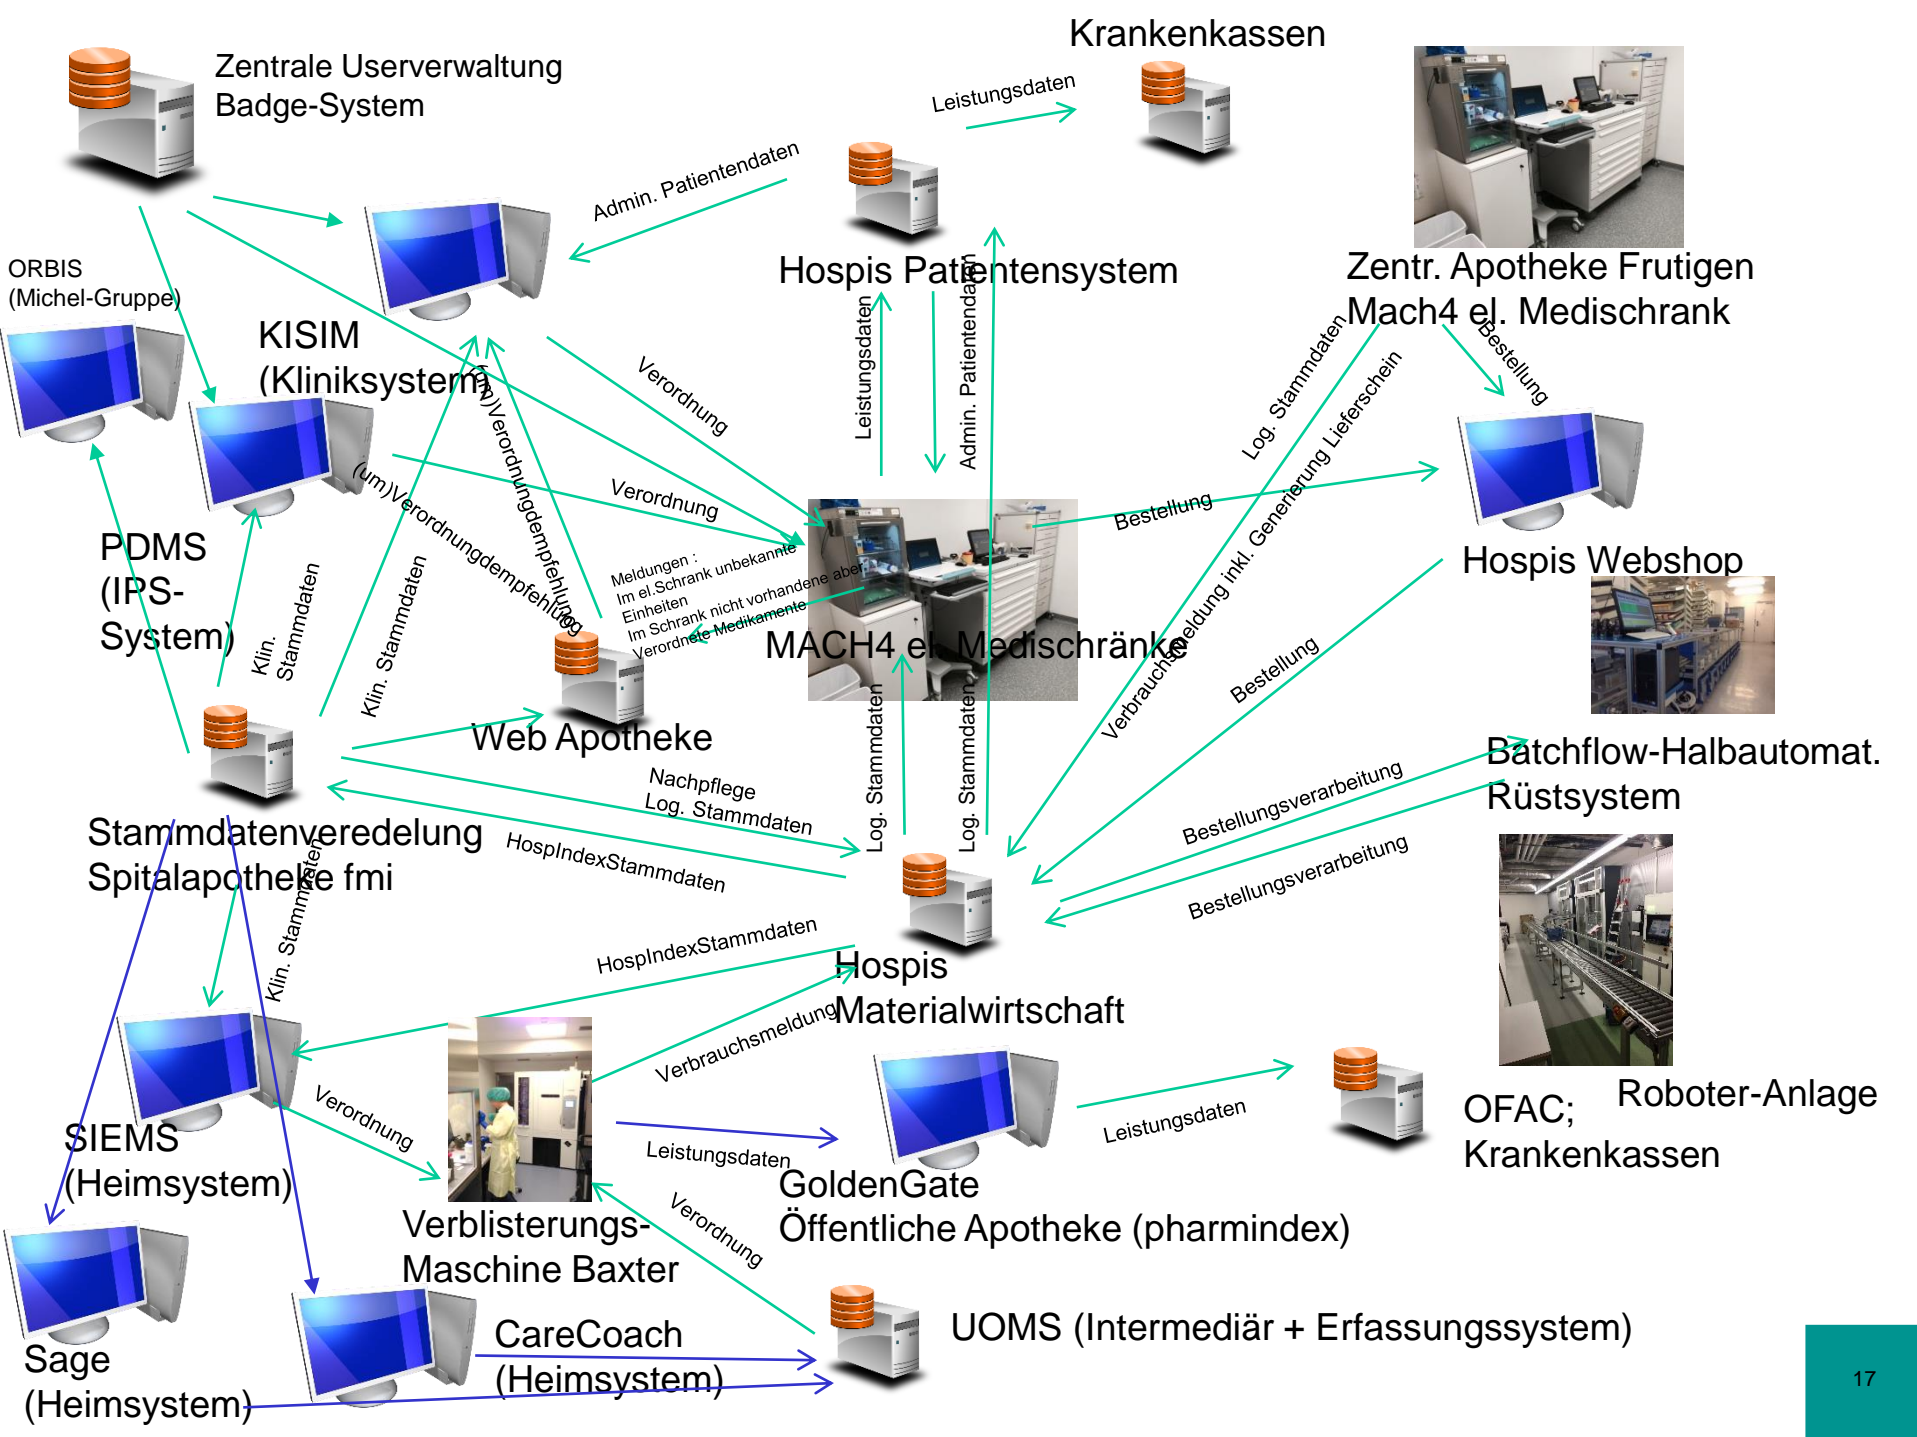 Krankenkassen
Zentrale Userverwaltung
Badge-System
Leistungsdaten
Admin. Patientendaten
ORBIS
(Michel-Gruppe)
Hospis Patientensystem
Zentr. Apotheke Frutigen
Mach4 el. Medischrank
KISIM
(Kliniksystem)
Leistungsdaten
Admin. Patientendaten
Log. Stammdaten
Bestellung
Verordnung
(um)Verordnungdempfehlung
(um)Verordnungdempfehlung
Verordnung
Bestellung
Verbrauchsmeldung inkl. Generierung Lieferschein
PDMS
(IPS-
System)
Hospis Webshop
Klin.
Stammdaten
Klin. Stammdaten
Meldungen :
Im el.Schrank unbekannte
Einheiten
Im Schrank nicht vorhandene aber
Verordnete Medikamente
MACH4 el. Medischränke
Bestellung
Web Apotheke
Log. Stammdaten
Log. Stammdaten
Batchflow-Halbautomat.
Rüstsystem
Nachpflege
Log. Stammdaten
Bestellungsverarbeitung
Stammdatenveredelung
Spitalapotheke fmi
HospIndexStammdaten
Bestellungsverarbeitung
Klin. Stammdaten
HospIndexStammdaten
Hospis
Materialwirtschaft
Verbrauchsmeldung
Verordnung
SIEMS
(Heimsystem)
Leistungsdaten
Leistungsdaten
OFAC;
Krankenkassen
Roboter-Anlage
GoldenGate
Öffentliche Apotheke (pharmindex)
Verblisterungs-
Maschine Baxter
Verordnung
UOMS (Intermediär + Erfassungssystem)
CareCoach
(Heimsystem)
Sage
(Heimsystem)
17